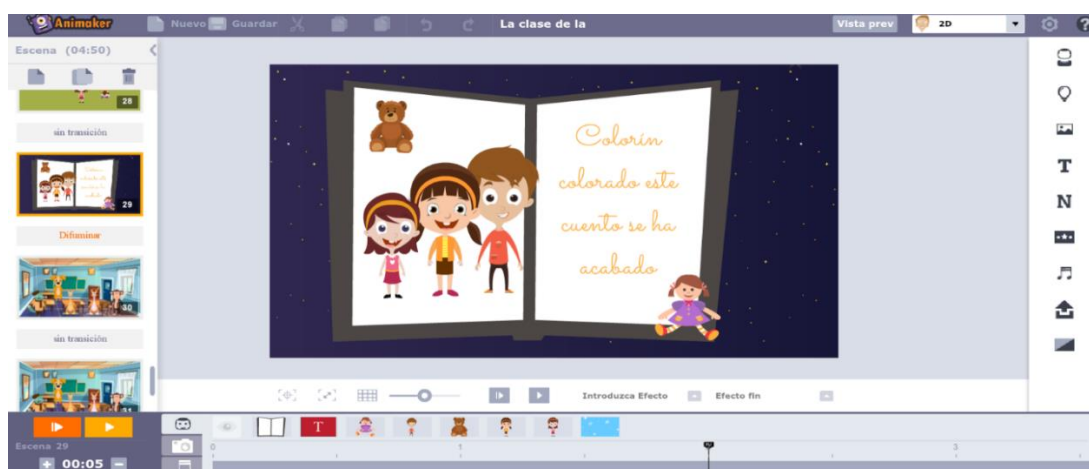 Animaker
Nuevo Guardar La clase de la Vista prev 2D ?
Escena (04:50)
28
sin transición
29
Difuminar
30
sin transición
31
Colorín
colorado este
cuento se ha
acabado
T
N
Introduzca Efecto Efecto fin
T
Escena 29
+ 00:05 −
0 1 3